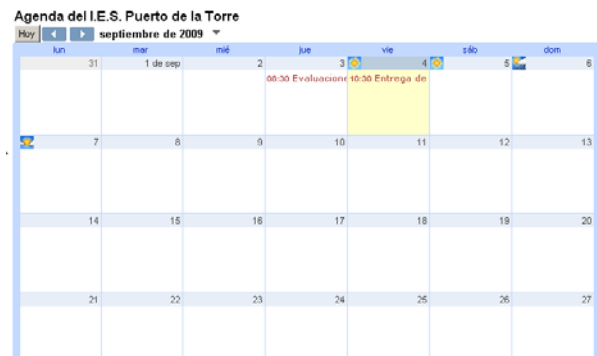 Agenda del I.E.S. Puerto de la Torre
Hoy septiembre de 2009
lun mar mié jue vie sáb dom
31 1 de sep 2 3 4 5 6
08:30 Evaluacione 10:30 Entrega de
7 8 9 10 11 12 13
14 15 16 17 18 19 20
21 22 23 24 25 26 27